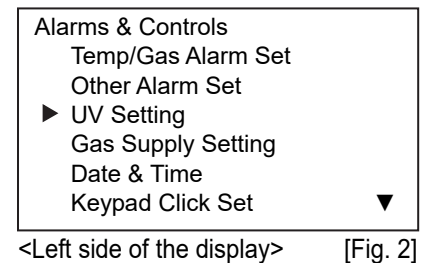 Alarms & Controls
Temp/Gas Alarm Set
Other Alarm Set
▶ UV Setting
Gas Supply Setting
Date & Time
Keypad Click Set ▼
<Left side of the display> [Fig. 2]